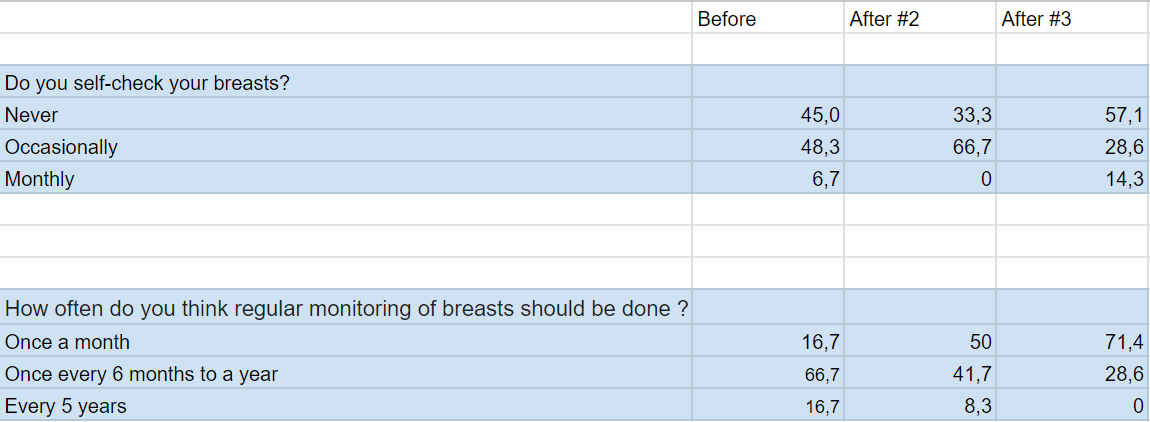 Before After #2 After #3
Do you self-check your breasts?
Never 45,0 33,3 57,1
Occasionally 48,3 66,7 28,6
Monthly 6,7 0 14,3
How often do you think regular monitoring of breasts should be done ?
Once a month 16,7 50 71,4
Once every 6 months to a year 66,7 41,7 28,6
Every 5 years 16,7 8,3 0